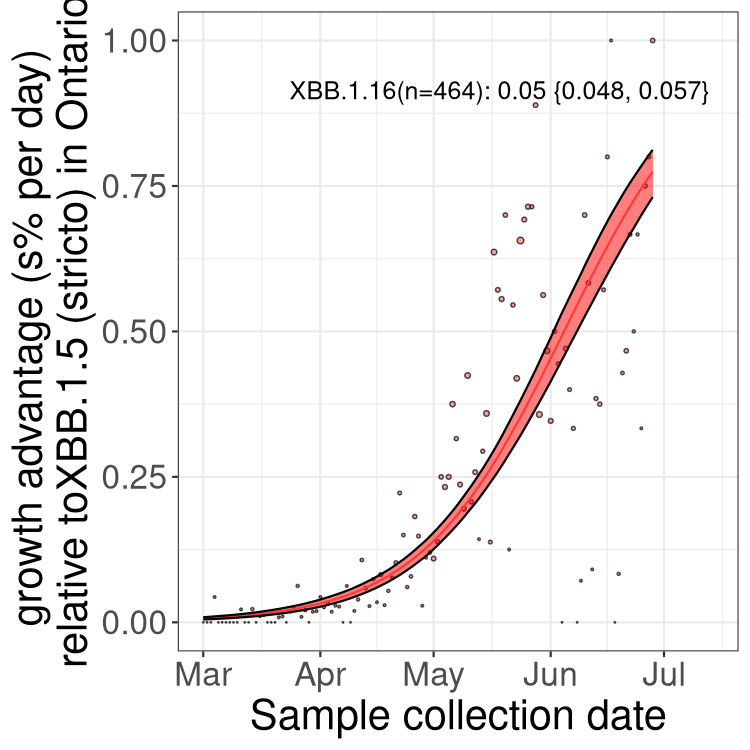 growth advantage (s% per day)
relative toXBB.1.5 (stricto) in Ontario
1.00
0.75
0.50
0.25
0.00
XBB.1.16(n=464): 0.05 {0.048, 0.057}
Mar Apr May Jun Jul
Sample collection date